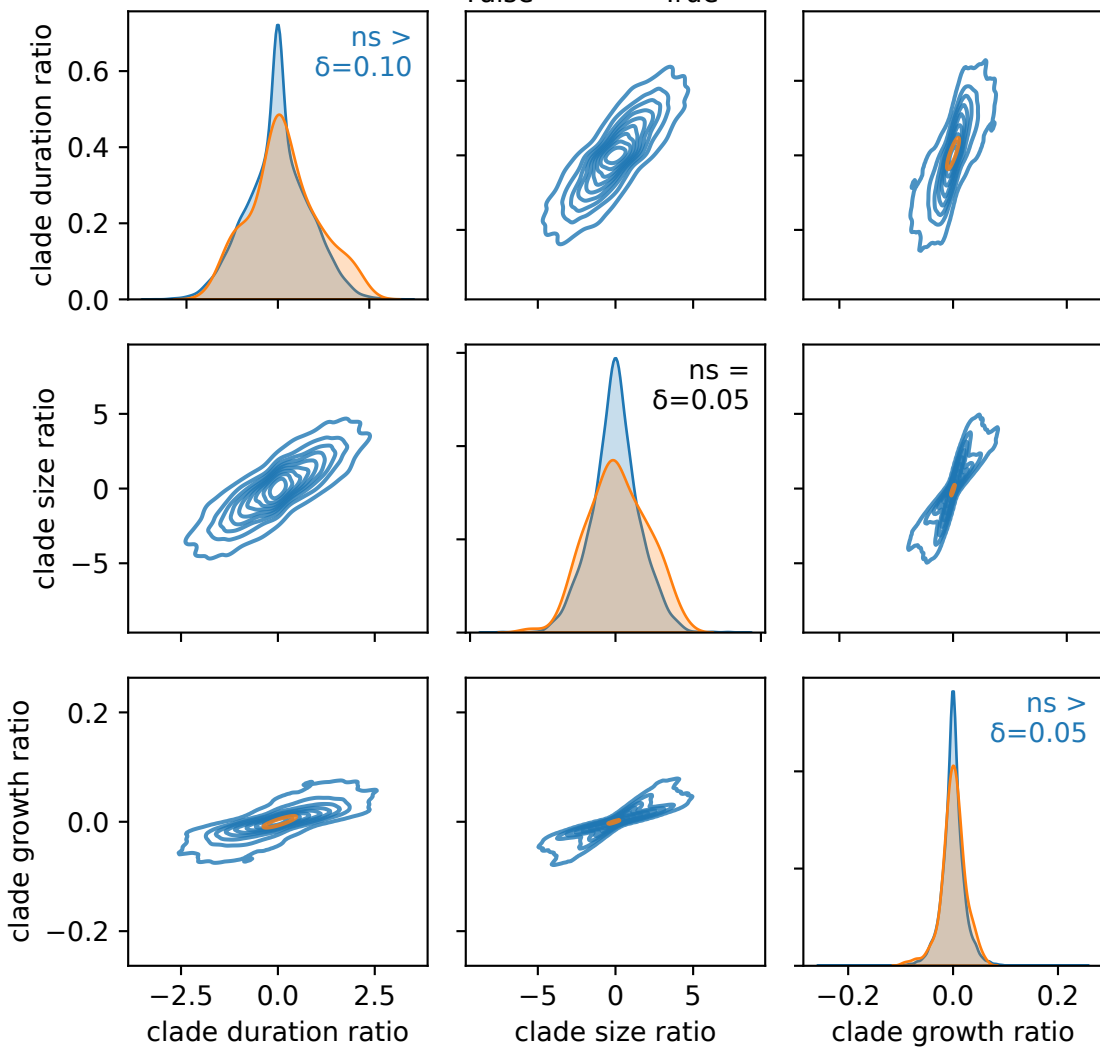 clade duration ratio
0.6
0.4
0.2
0.0
ns >
δ=0.10
clade size ratio
5
0
−5
ns =
δ=0.05
clade growth ratio
0.2
0.0
−0.2
ns >
δ=0.05
−2.5 0.0 2.5
−5 0 5
−0.2 0.0 0.2
clade duration ratio
clade size ratio
clade growth ratio